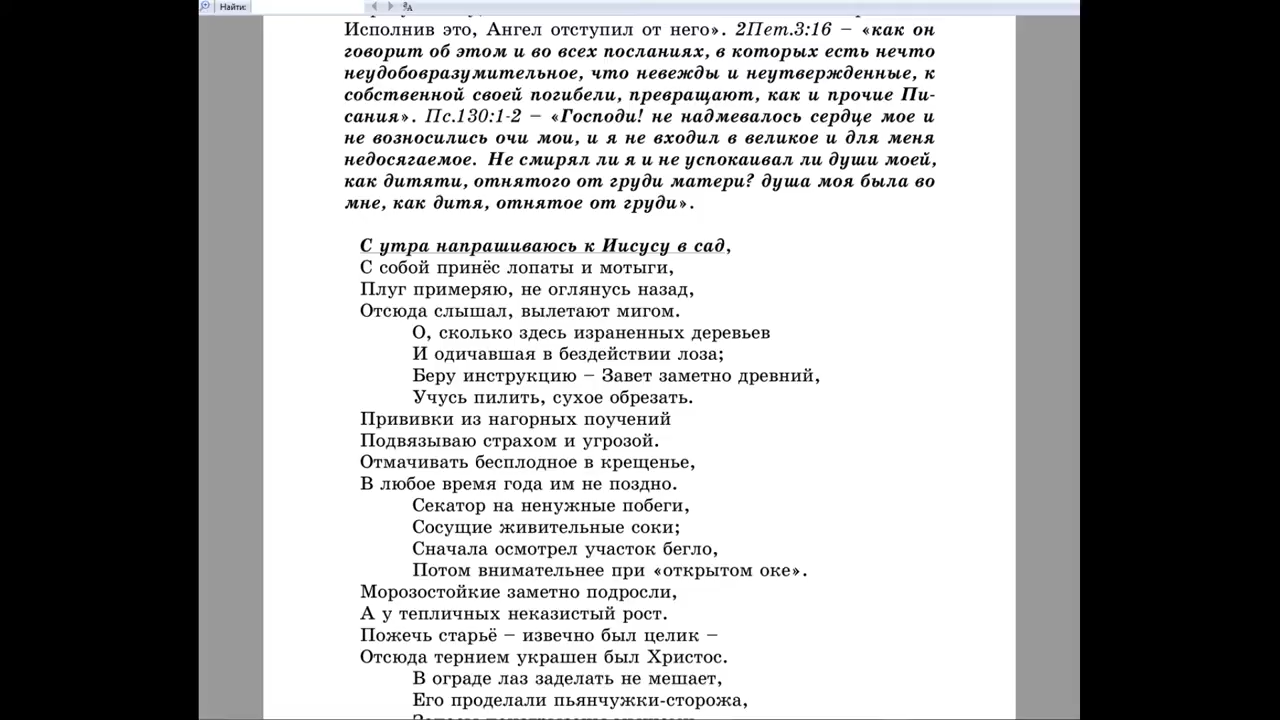 Найти:
Исполнив это, Ангел отступил от него». 2Пет.3:16 – «как он
говорит об этом и во всех посланиях, в которых есть нечто
неудобовразумительное, что невежды и неутвержденные, к
собственной своей погибели, превращают, как и прочие Пи-
сания». Пс.130:1-2 – «Господи! не надмевалось сердце мое и
не возносились очи мои, и я не входил в великое и для меня
недосягаемое. Не смирял ли я и не успокаивал ли души моей,
как дитяти, отнятого от груди матери? душа моя была во
мне, как дитя, отнятое от груди».
С утра напрашиваюсь к Иисусу в сад,
С собой принёс лопаты и мотыги,
Плуг примеряю, не оглянусь назад,
Отсюда слышал, вылетают мигом.
О, сколько здесь израненных деревьев
И одичавшая в бездействии лоза;
Беру инструкцию – Завет заметно древний,
Учусь пилить, сухое обрезать.
Прививки из нагорных поучений
Подвязываю страхом и угрозой.
Отмачивать бесплодное в крещенье,
В любое время года им не поздно.
Секатор на ненужные побеги,
Сосущие живительные соки;
Сначала осмотрел участок бегло,
Потом внимательнее при «открытом оке».
Морозостойкие заметно подросли,
А у тепличных неказистый рост.
Пожечь старьё – извечно был целик –
Отсюда тернием украшен был Христос.
В ограде лаз заделать не мешает,
Его проделали пьянчужки-сторожа,